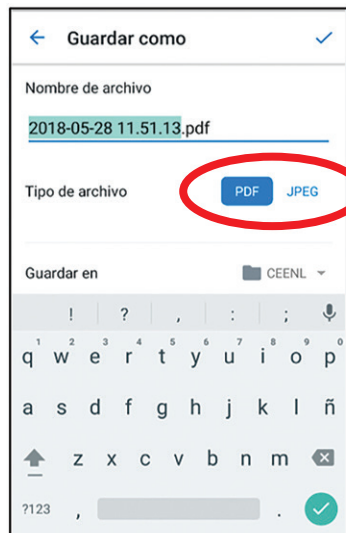 Guardar como
Nombre de archivo
2018-05-28 11.51.13.pdf
Tipo de archivo PDF JPEG
Guardar en CEENL
! ? , : ;
1 2 3 4 5 6 7 8 9 0
q w e r t y u i o p
a s d f g h j k l ñ
z x c v b n m
?123 , .